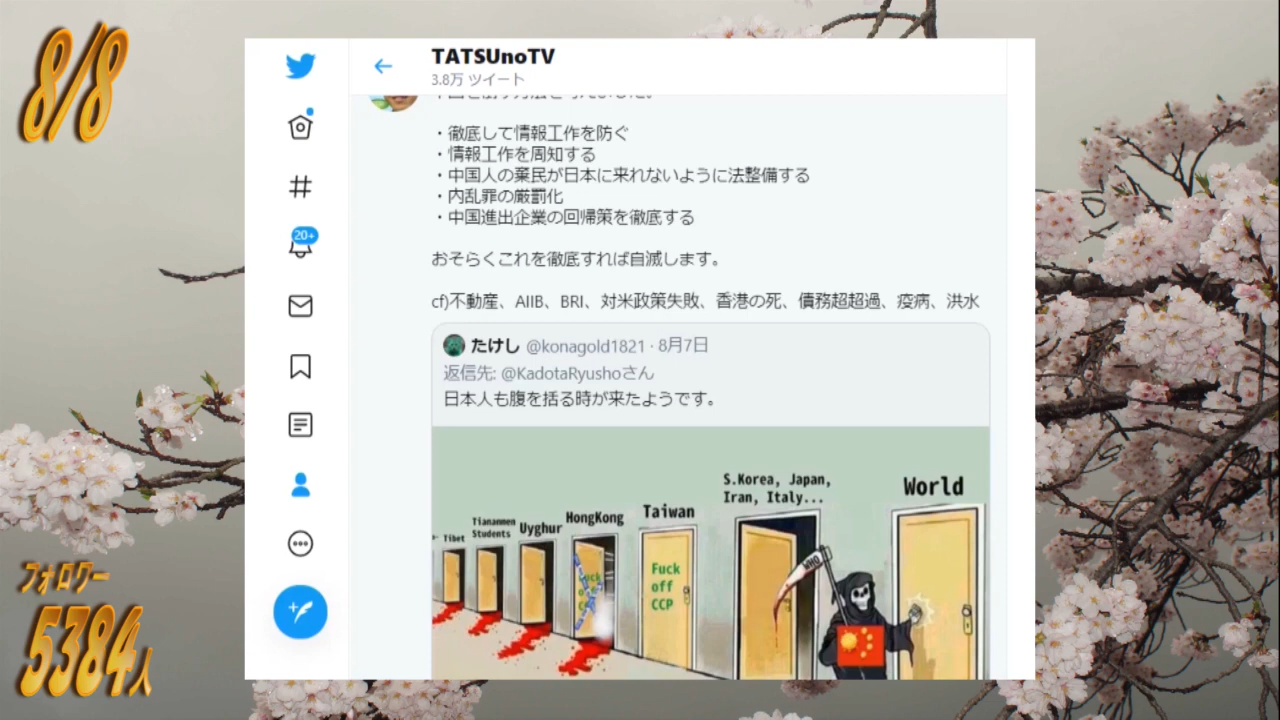 8/8
TATSUnoTV
3.8万 ツイート
・徹底して情報工作を防ぐ
・情報工作を周知する
・中国人の棄民が日本に来れないように法整備する
・内乱罪の厳罰化
・中国進出企業の回帰策を徹底する
20+
おそらくこれを徹底すれば自滅します。
cf)不動産、AIIB、BRI、対米政策失敗、香港の死、債務超超過、疫病、洪水
たけし @konagold1821 · 8月7日
返信先: @KadotaRyushoさん
日本人も腹を括る時が来たようです。
Tibet
Tiananmen
Students
Uyghur
HongKong
Taiwan
S.Korea, Japan,
Iran, Italy...
World
Fuck
off
CCP
WHO
フォロワー
5384人